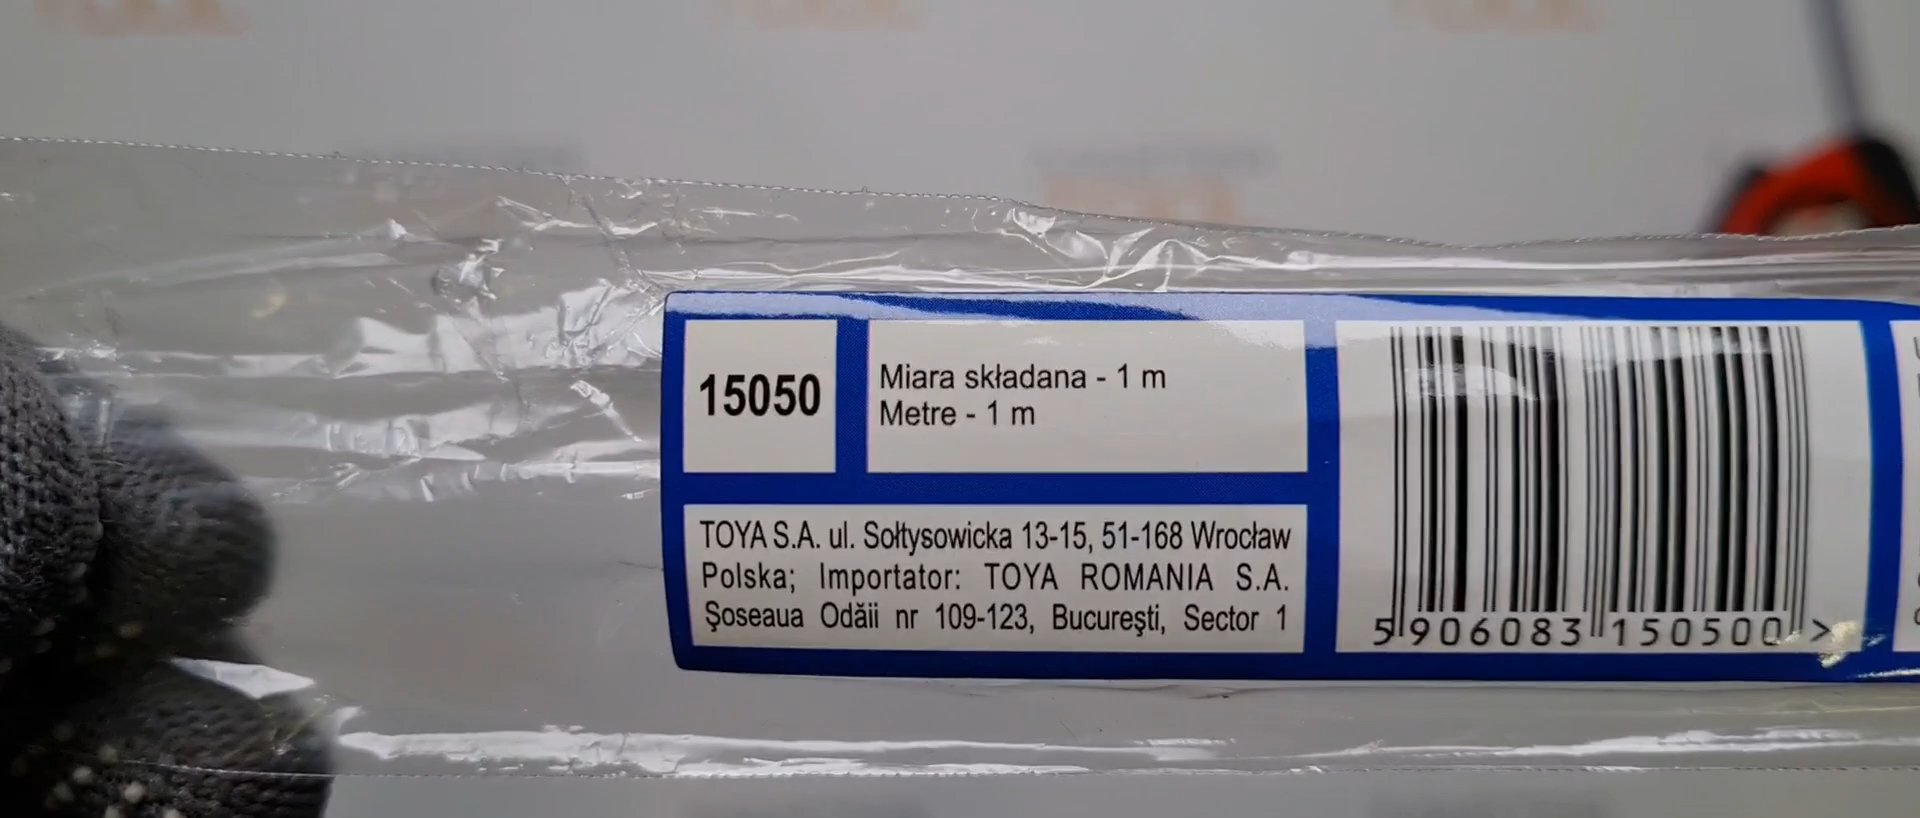 15050
Miara składana - 1 m
Metre - 1 m
TOYA S.A. ul. Sołtysowicka 13-15, 51-168 Wrocław
Polska; Importator: TOYA ROMANIA S.A.
Şoseaua Odăii nr 109-123, Bucureşti, Sector 1
5 906083 150500 >